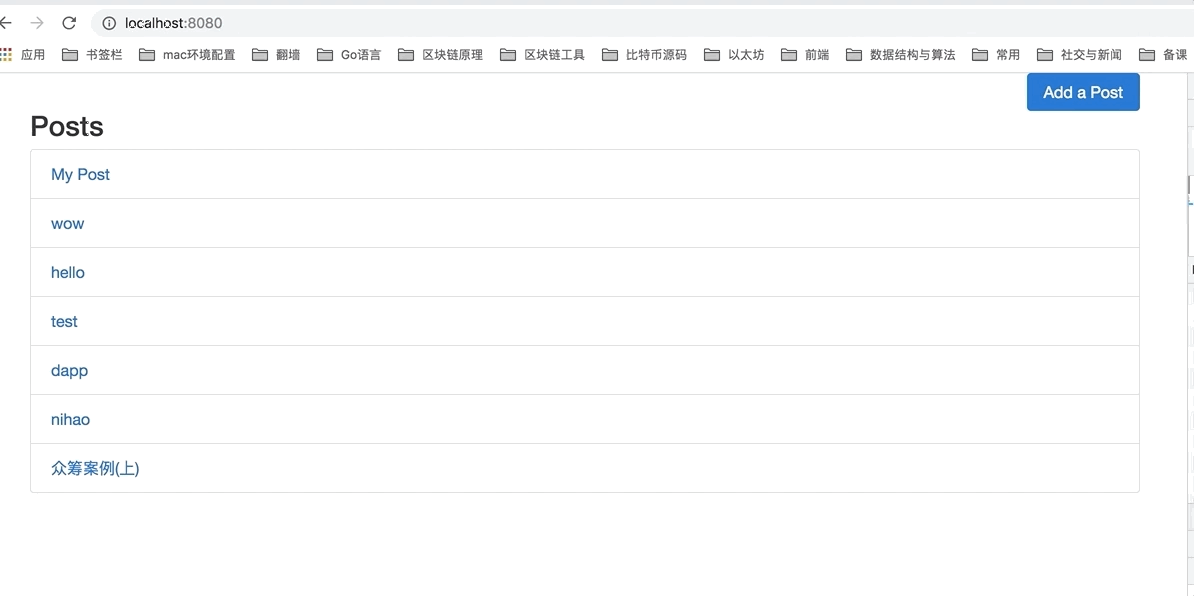 localhost:8080
应用 书签栏 mac环境配置 翻墙 Go语言 区块链原理 区块链工具 比特币源码 以太坊 前端 数据结构与算法 常用 社交与新闻 备课
Add a Post
Posts
My Post
wow
hello
test
dapp
nihao
众筹案例(上)